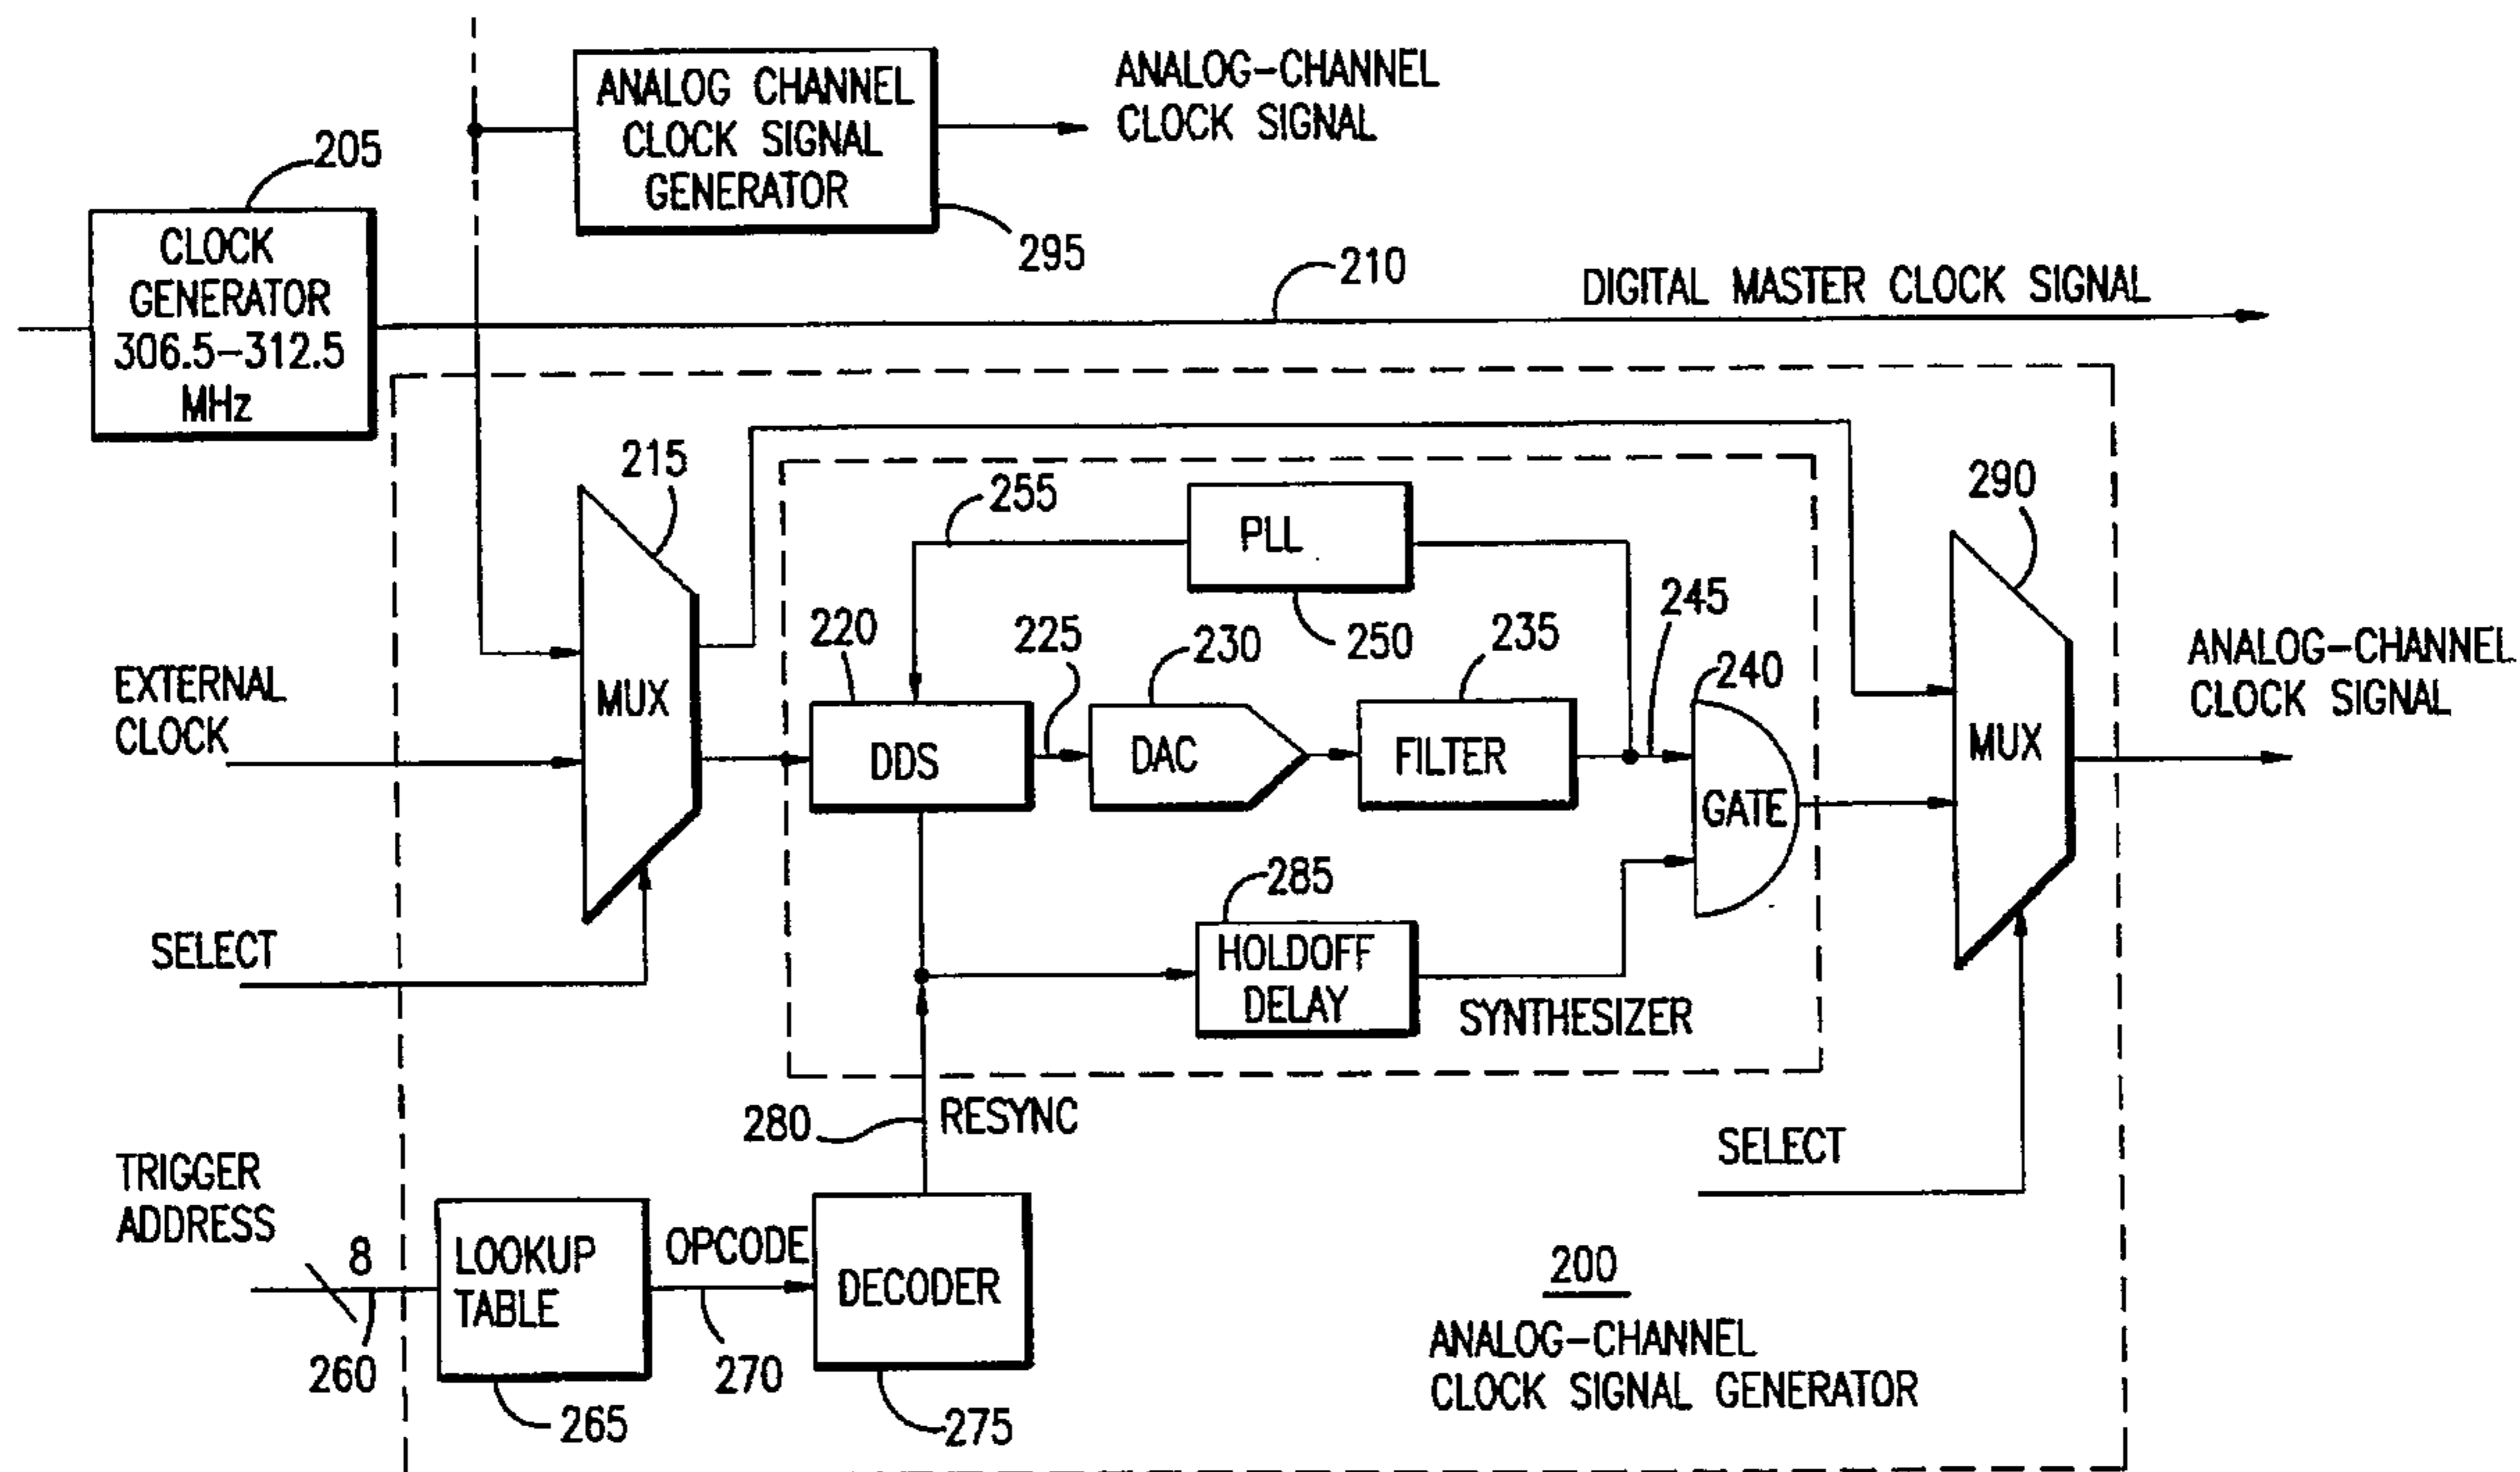 ANALOG CHANNEL
CLOCK SIGNAL
GENERATOR
295
ANALOG-CHANNEL
CLOCK SIGNAL
205
CLOCK
GENERATOR
306.5-312.5
MHz
210
DIGITAL MASTER CLOCK SIGNAL
215
MUX
EXTERNAL
CLOCK
SELECT
255
PLL
250
220
DDS
225
230
DAC
235
FILTER
245
240
GATE
285
HOLDOFF
DELAY
SYNTHESIZER
290
MUX
ANALOG-CHANNEL
CLOCK SIGNAL
SELECT
280
RESYNC
TRIGGER
ADDRESS
8
260
LOOKUP
TABLE
265
OPCODE
270
DECODER
275
200
ANALOG-CHANNEL
CLOCK SIGNAL GENERATOR